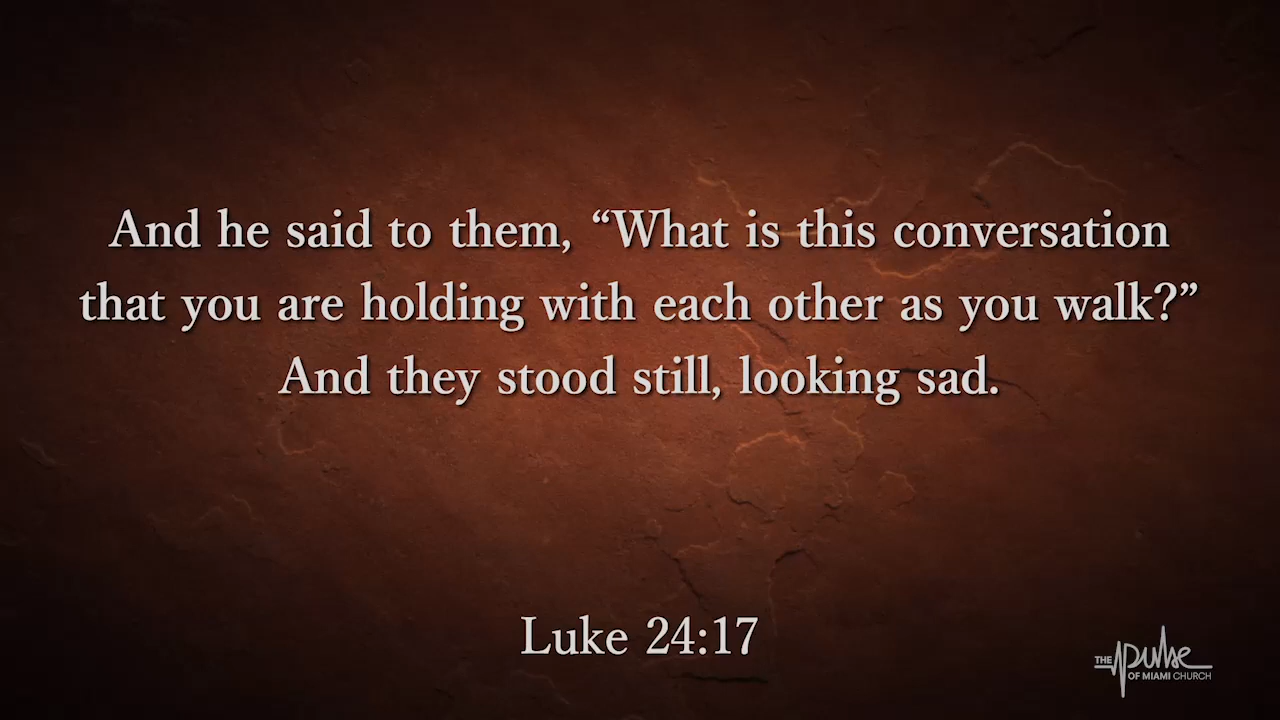 And he said to them, “What is this conversation
that you are holding with each other as you walk?”
And they stood still, looking sad.
Luke 24:17
THE pulse
OF MIAMI CHURCH